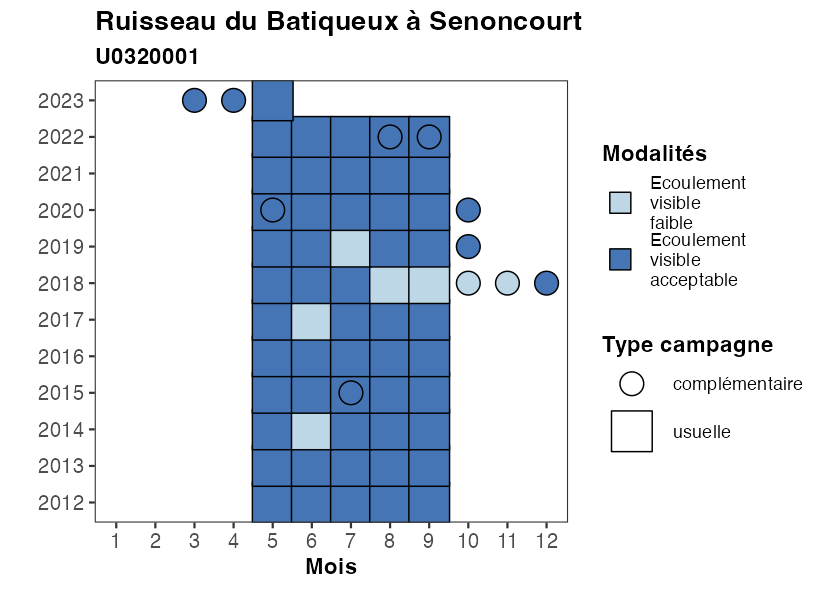 Ruisseau du Batiqueux à Senoncourt
U0320001
2023
2022
2021
2020
2019
2018
2017
2016
2015
2014
2013
2012
1 2 3 4 5 6 7 8 9 10 11 12
Mois
Modalités
Ecoulement
visible
faible
Ecoulement
visible
acceptable
Type campagne
complémentaire
usuelle